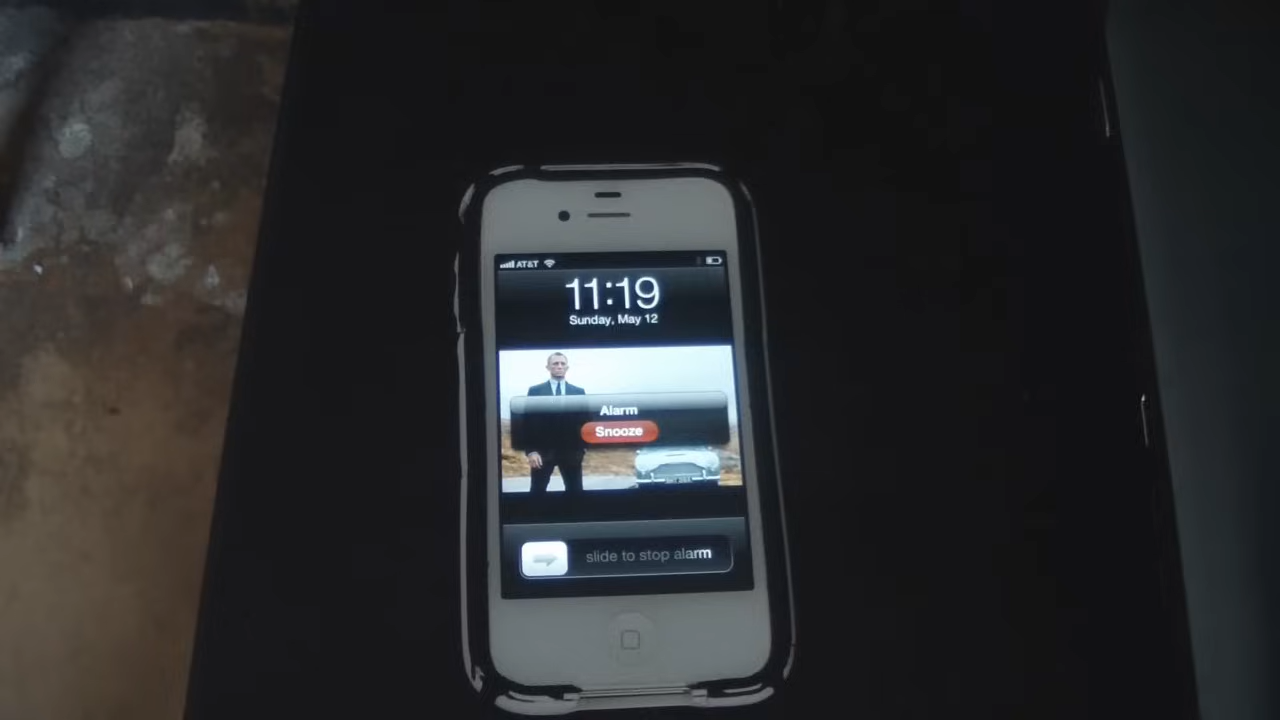 AT&T
11:19
Sunday, May 12
Alarm
Snooze
slide to stop alarm